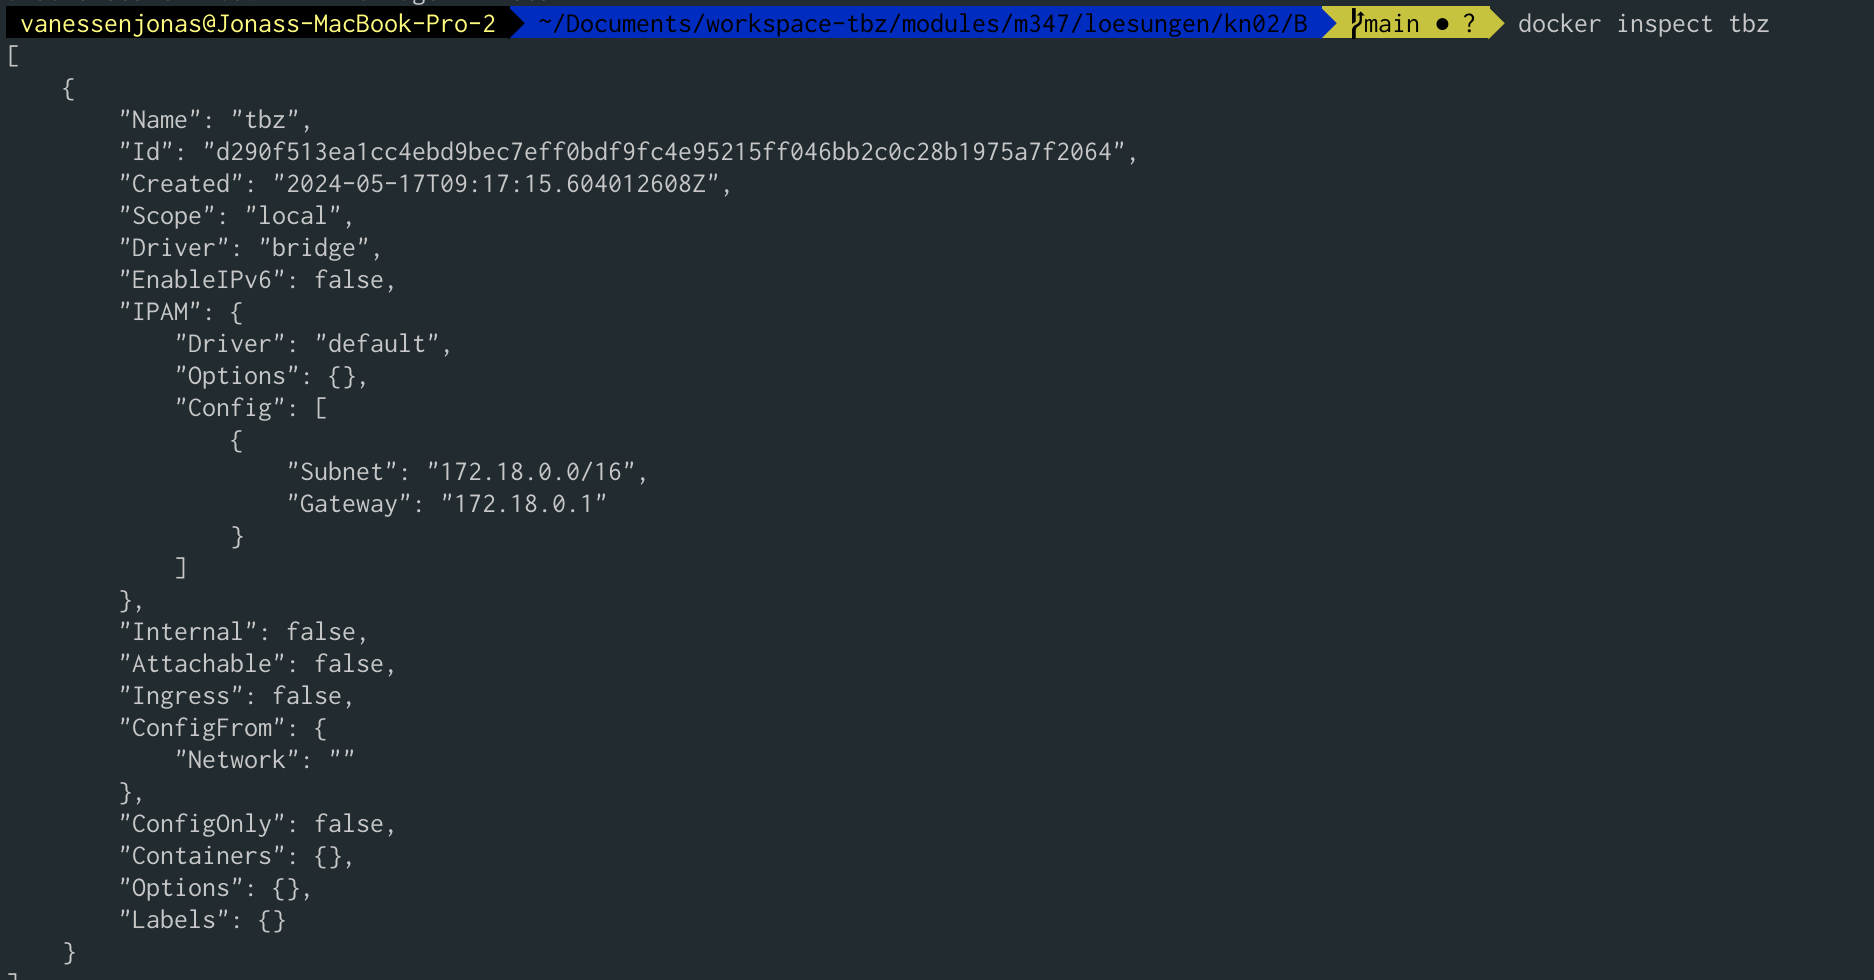 vanessenjonas@Jonass-MacBook-Pro-2 ~/Documents/workspace-tbz/modules/m347/loesungen/kn02/B main ● ? docker inspect tbz
[
    {
        "Name": "tbz",
        "Id": "d290f513ea1cc4ebd9bec7eff0bdf9fc4e95215ff046bb2c0c28b1975a7f2064",
        "Created": "2024-05-17T09:17:15.604012608Z",
        "Scope": "local",
        "Driver": "bridge",
        "EnableIPv6": false,
        "IPAM": {
            "Driver": "default",
            "Options": {},
            "Config": [
                {
                    "Subnet": "172.18.0.0/16",
                    "Gateway": "172.18.0.1"
                }
            ]
        },
        "Internal": false,
        "Attachable": false,
        "Ingress": false,
        "ConfigFrom": {
            "Network": ""
        },
        "ConfigOnly": false,
        "Containers": {},
        "Options": {},
        "Labels": {}
    }
]